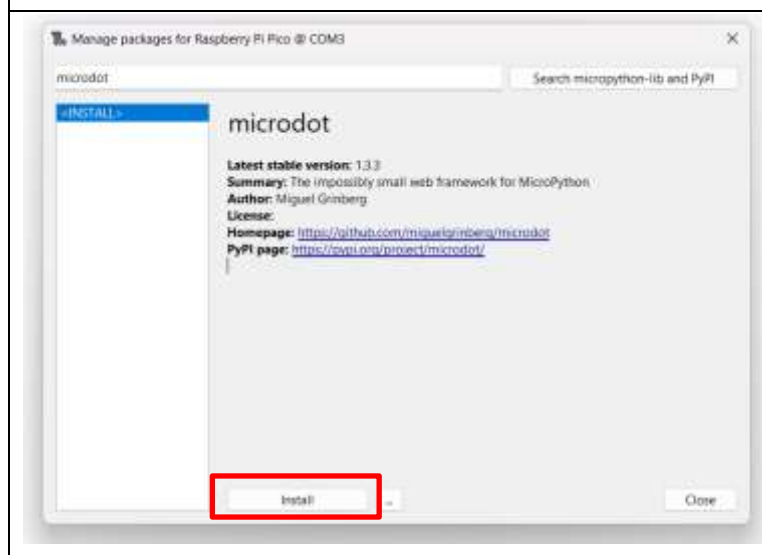 Manage packages for Raspberry Pi Pico @ COM3
microdot
Search micropython-lib and PyPI
<INSTALL>
microdot
Latest stable version: 1.3.3
Summary: The impossibly small web framework for MicroPython
Author: Miguel Grinberg
License:
Homepage: https://github.com/miguelgrinberg/microdot
PyPI page: https://pypi.org/project/microdot/
Install
...
Close